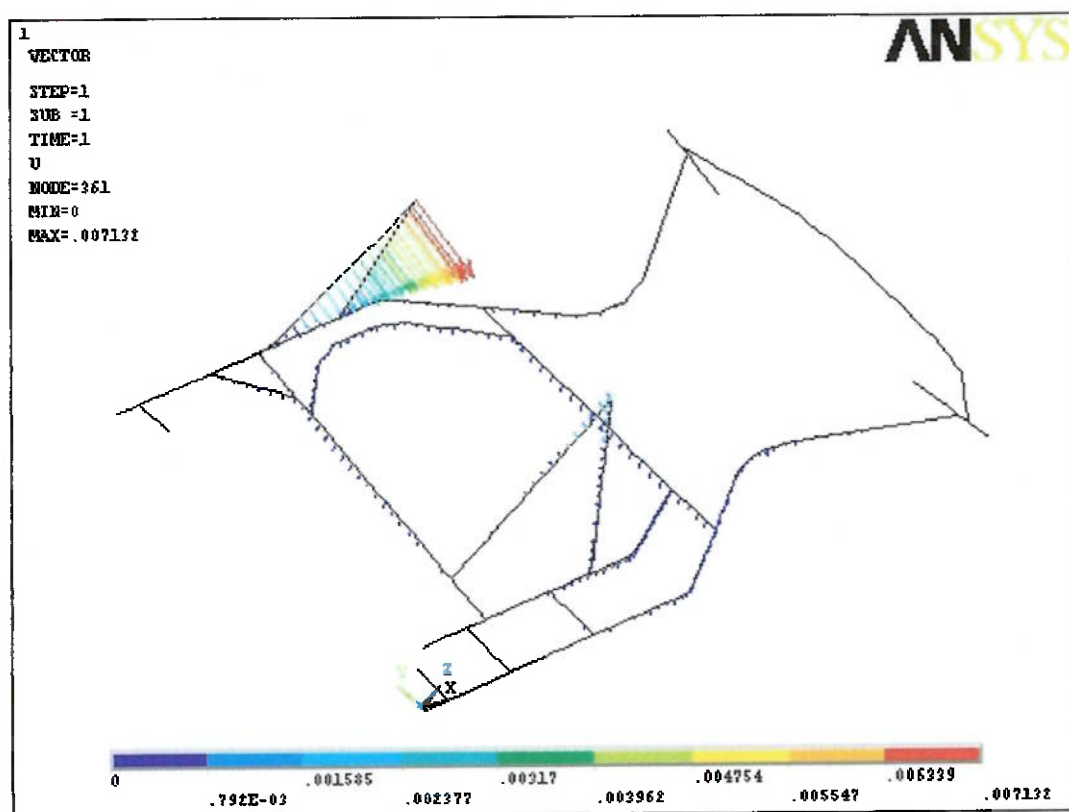 1
ANSYS
VECTOR
STEP=1
SUB =1
TIME=1
U
NODE=361
MIN=0
MAX=.007132
Y
Z
X
0 .001585 .00317 .004754 .006339
.792E-03 .002377 .003962 .005547 .007132